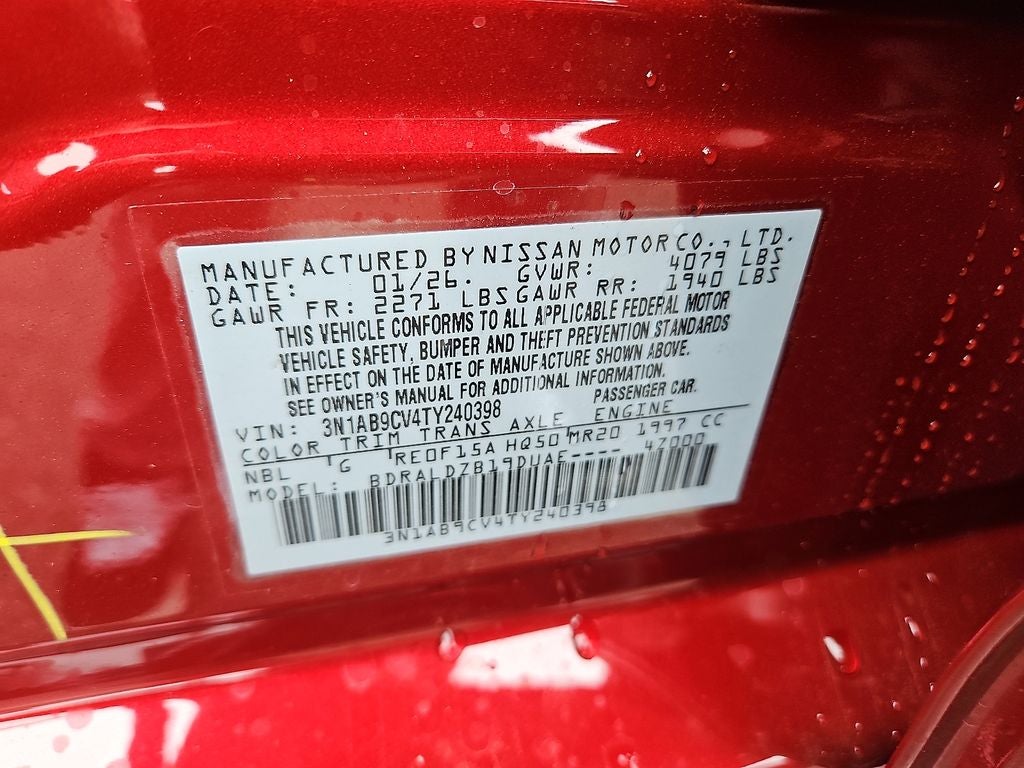 MANUFACTURED BY NISSAN MOTOR CO., LTD.
DATE: 01/26. GVWR: 4079 LBS
GAWR FR: 2271 LBS GAWR RR: 1940 LBS
THIS VEHICLE CONFORMS TO ALL APPLICABLE FEDERAL MOTOR
VEHICLE SAFETY, BUMPER AND THEFT PREVENTION STANDARDS
IN EFFECT ON THE DATE OF MANUFACTURE SHOWN ABOVE.
SEE OWNER'S MANUAL FOR ADDITIONAL INFORMATION.
VIN: 3N1AB9CV4TY240398 PASSENGER CAR.
COLOR TRIM TRANS AXLE ENGINE
NBL G RE0F15A HQ50 MR20 1997 CC
MODEL: BDRALDZB19DUAE---- 47000
3N1AB9CV4TY240398